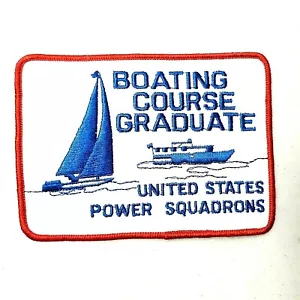 BOATING
COURSE
GRADUATE
UNITED STATES
POWER SQUADRONS